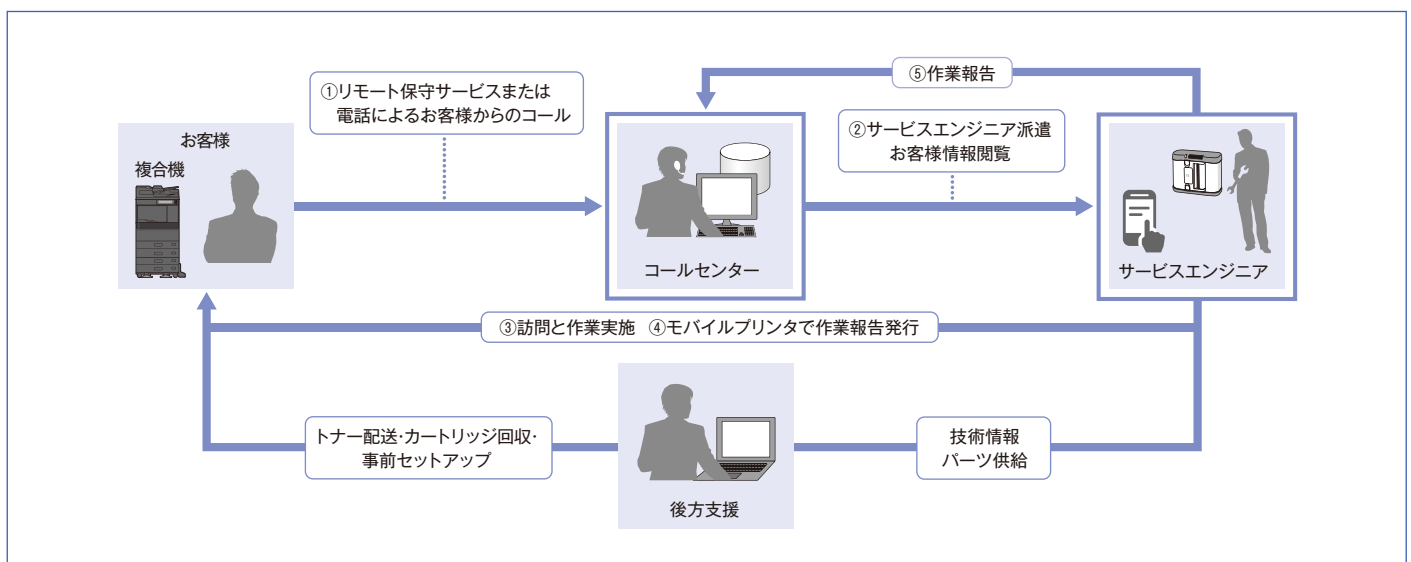 ⑤作業報告
①リモート保守サービスまたは
電話によるお客様からのコール
②サービスエンジニア派遣
お客様情報閲覧
お客様
複合機
コールセンター
サービスエンジニア
③訪問と作業実施 ④モバイルプリンタで作業報告発行
トナー配送・カートリッジ回収・
事前セットアップ
技術情報
パーツ供給
後方支援